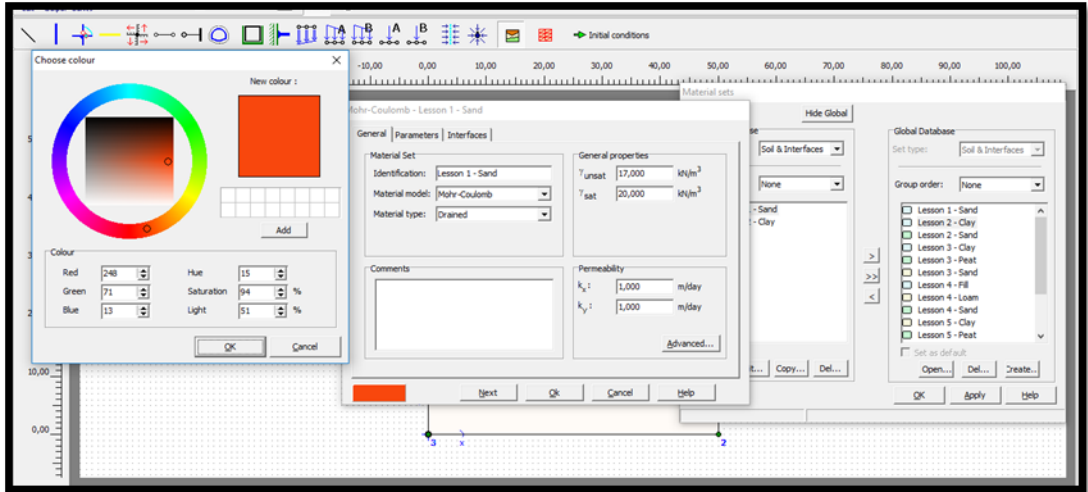 A B A B Initial conditions
Choose colour
New colour :
Add
Colour
Red 248 Hue 15
Green 71 Saturation 94 %
Blue 13 Light 51 %
OK Cancel
-10,00 0,00 10,00 20,00 30,00 40,00 50,00 60,00 70,00 80,00 90,00 100,00
Mohr-Coulomb - Lesson 1 - Sand
General Parameters Interfaces
Material Set
Identification: Lesson 1 - Sand
Material model: Mohr-Coulomb
Material type: Drained
General properties
γunsat 17,000 kN/m3
γsat 20,000 kN/m3
Comments
Permeability
kx : 1,000 m/day
ky : 1,000 m/day
Advanced...
Next Ok Cancel Help
Material sets
Hide Global
Soil & Interfaces
None
- Sand
- Clay
>
>>
<
Copy... Del...
Global Database
Set type: Soil & Interfaces
Group order: None
Lesson 1 - Sand
Lesson 2 - Clay
Lesson 2 - Sand
Lesson 3 - Clay
Lesson 3 - Peat
Lesson 3 - Sand
Lesson 4 - Fill
Lesson 4 - Loam
Lesson 4 - Sand
Lesson 5 - Clay
Lesson 5 - Peat
Set as default
Open... Del... Create...
OK Apply Help
10,00
0,00
3 x 2